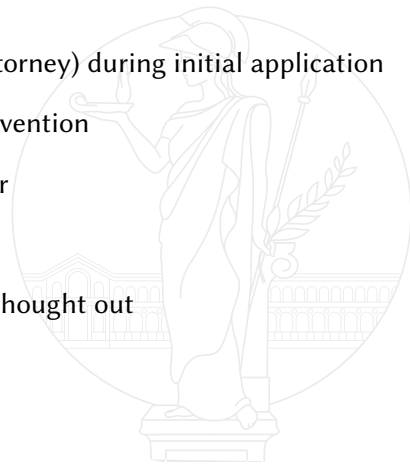 torney) during initial application
vention
r
hought out